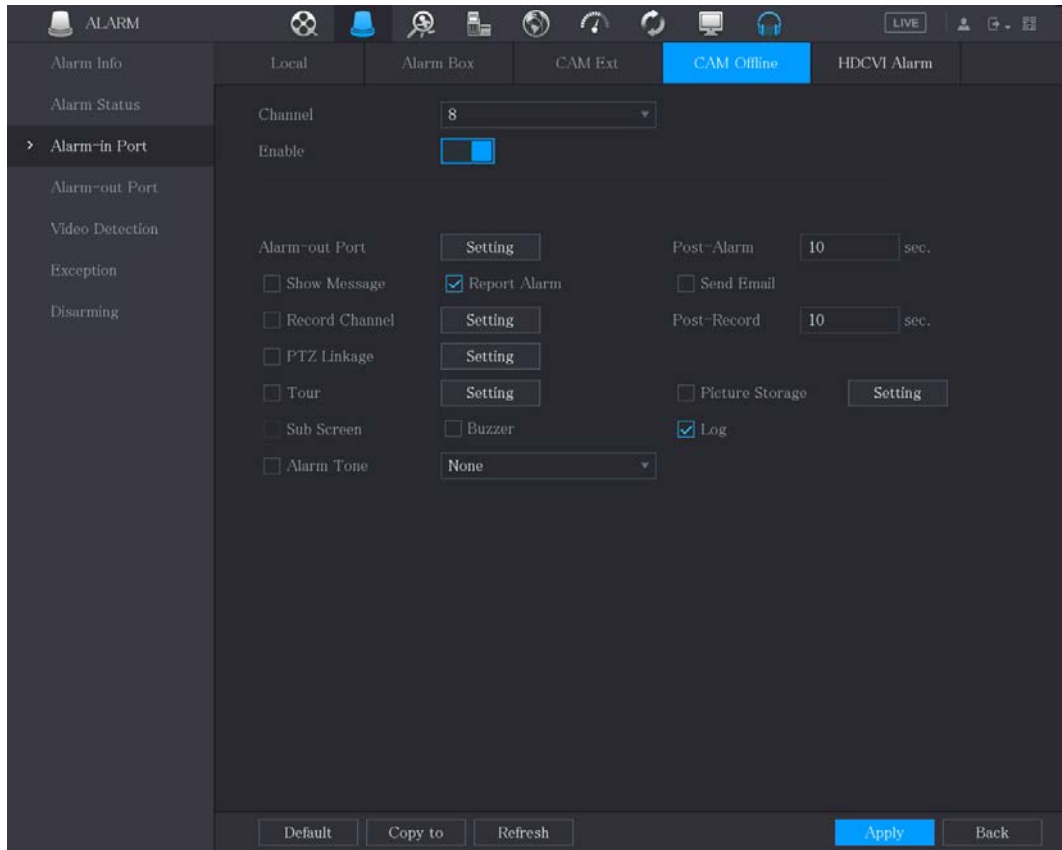 ALARM
LIVE
Alarm Info
Alarm Status
Alarm-in Port
Alarm-out Port
Video Detection
Exception
Disarming
Local Alarm Box CAM Ext CAM Offline HDCVI Alarm
Channel 8
Enable
Alarm-out Port Setting Post-Alarm 10 sec.
Show Message Report Alarm Send Email
Record Channel Setting Post-Record 10 sec.
PTZ Linkage Setting
Tour Setting Picture Storage Setting
Sub Screen Buzzer Log
Alarm Tone None
Default Copy to Refresh Apply Back